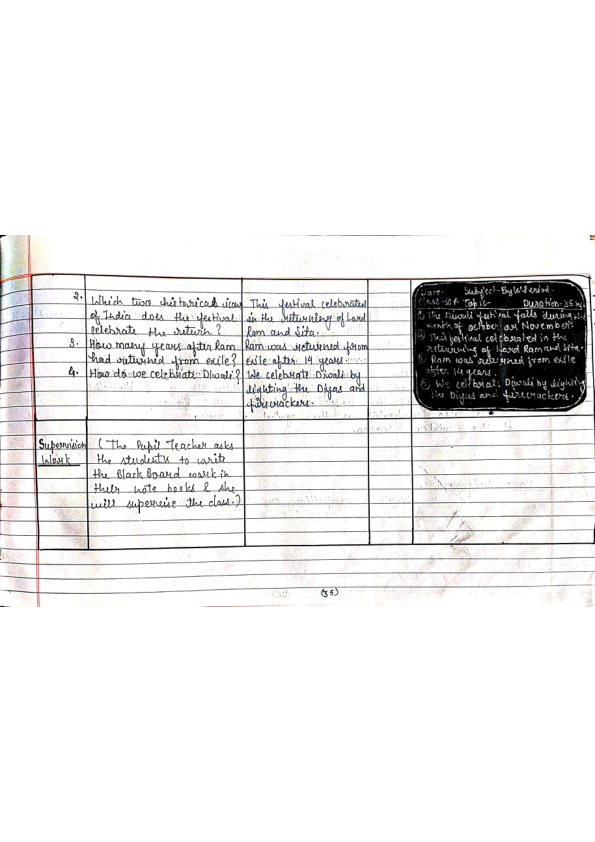 2. Which two historical icons
of India does the festival
celebrate the return?
3. How many years after Ram
had returned from exile?
4. How do we celebrate Diwali?
This festival celebrated
in the returning of Lord
Ram and Sita.
Ram was returned from
exile after 14 years.
We celebrate Diwali by
lighting the Diyas and
firecrackers.
Date- Subject- Period-
Class- Topic- Duration-35
① The Diwali festival falls during the
month of october or November.
② This festival celebrated in the
returning of Lord Ram and Sita.
③ Ram was returned from exile
after 14 years.
We celebrate Diwali by lighting
the Diyas and firecrackers.
Supervision
Work
(The Pupil Teacher asks
the students to write
the Black Board work in
their note books & she
will supervise the class.)
(35)